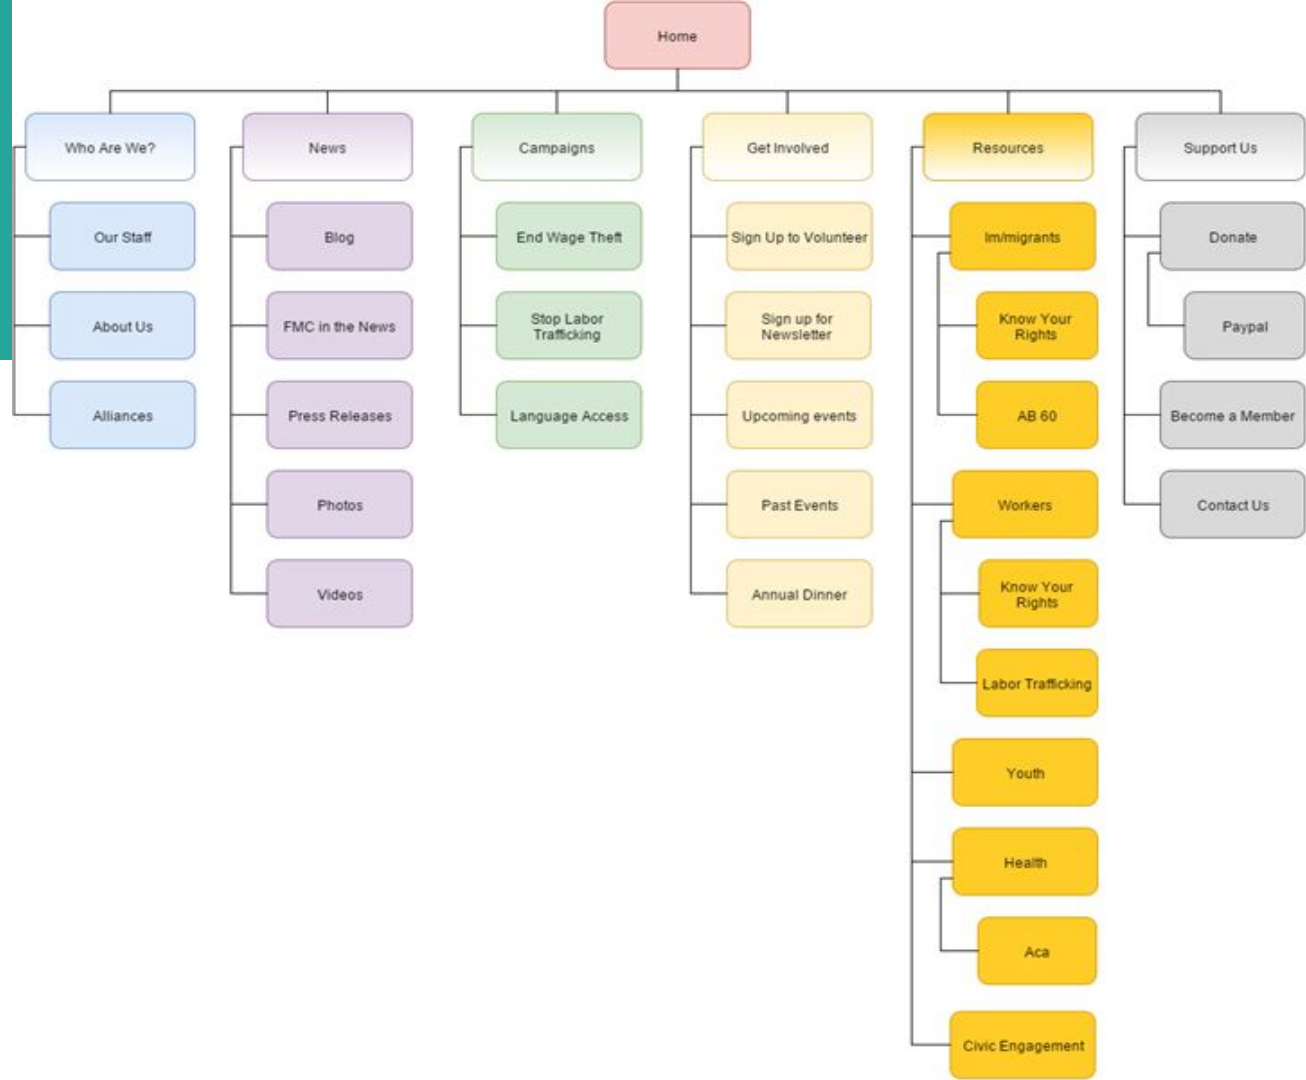 Home
Who Are We?
Our Staff
About Us
Alliances
News
Blog
FMC in the News
Press Releases
Photos
Videos
Campaigns
End Wage Theft
Stop Labor
Trafficking
Language Access
Get Involved
Sign Up to Volunteer
Sign up for
Newsletter
Upcoming events
Past Events
Annual Dinner
Resources
Im/migrants
Know Your
Rights
AB 60
Workers
Know Your
Rights
Labor Trafficking
Youth
Health
Aca
Civic Engagement
Support Us
Donate
Paypal
Become a Member
Contact Us